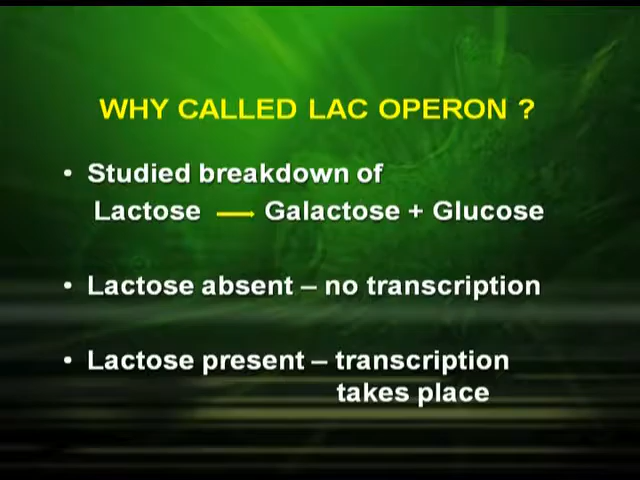 WHY CALLED LAC OPERON ?
• Studied breakdown of
Lactose → Galactose + Glucose
• Lactose absent – no transcription
• Lactose present – transcription
takes place